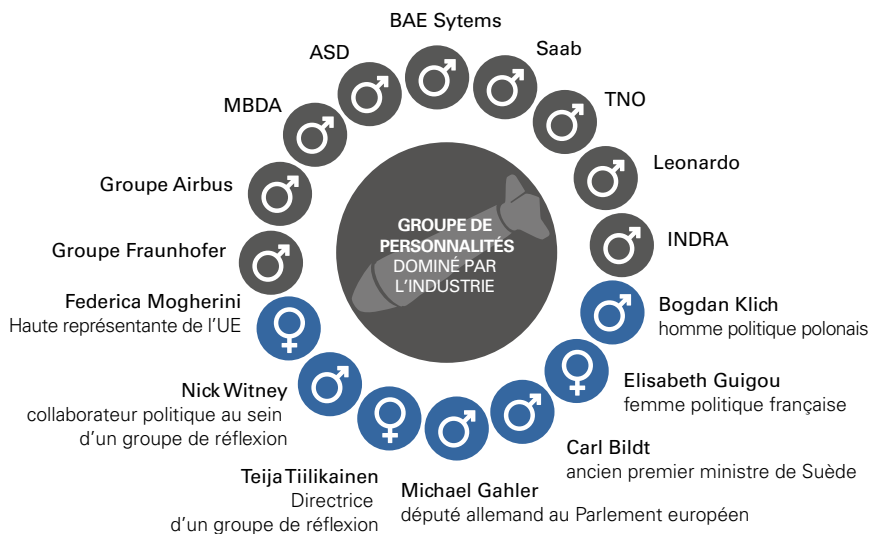 BAE Sytems
ASD
Saab
MBDA
TNO
Groupe Airbus
Leonardo
Groupe Fraunhofer
INDRA
GROUPE DE
PERSONNALITÉS
DOMINÉ PAR
L'INDUSTRIE
Federica Mogherini
Haute représentante de l'UE
Bogdan Klich
homme politique polonais
Nick Witney
collaborateur politique au sein
d'un groupe de réflexion
Elisabeth Guigou
femme politique française
Teija Tiilikainen
Directrice
d'un groupe de réflexion
Michael Gahler
député allemand au Parlement européen
Carl Bildt
ancien premier ministre de Suède